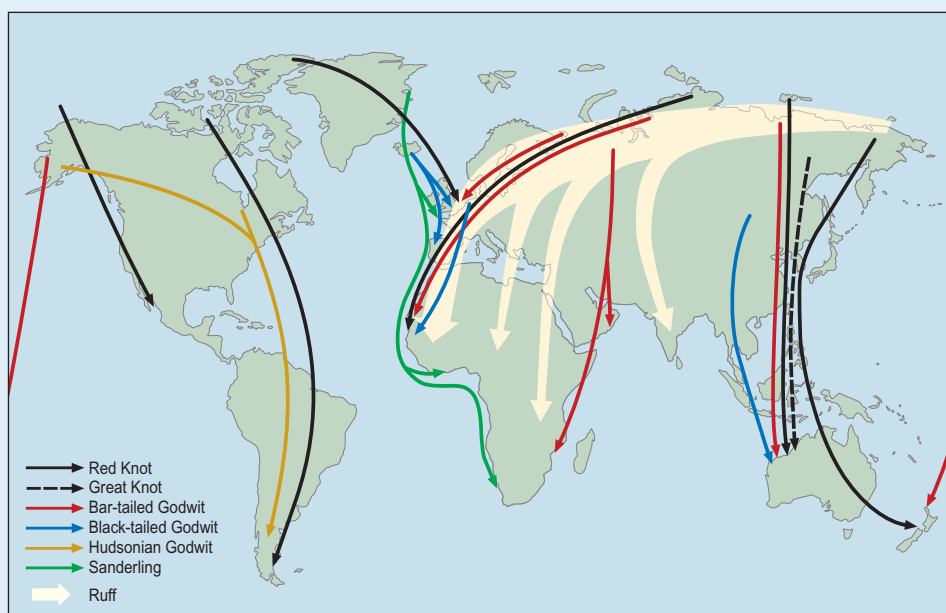 Red Knot
Great Knot
Bar-tailed Godwit
Black-tailed Godwit
Hudsonian Godwit
Sanderling
Ruff